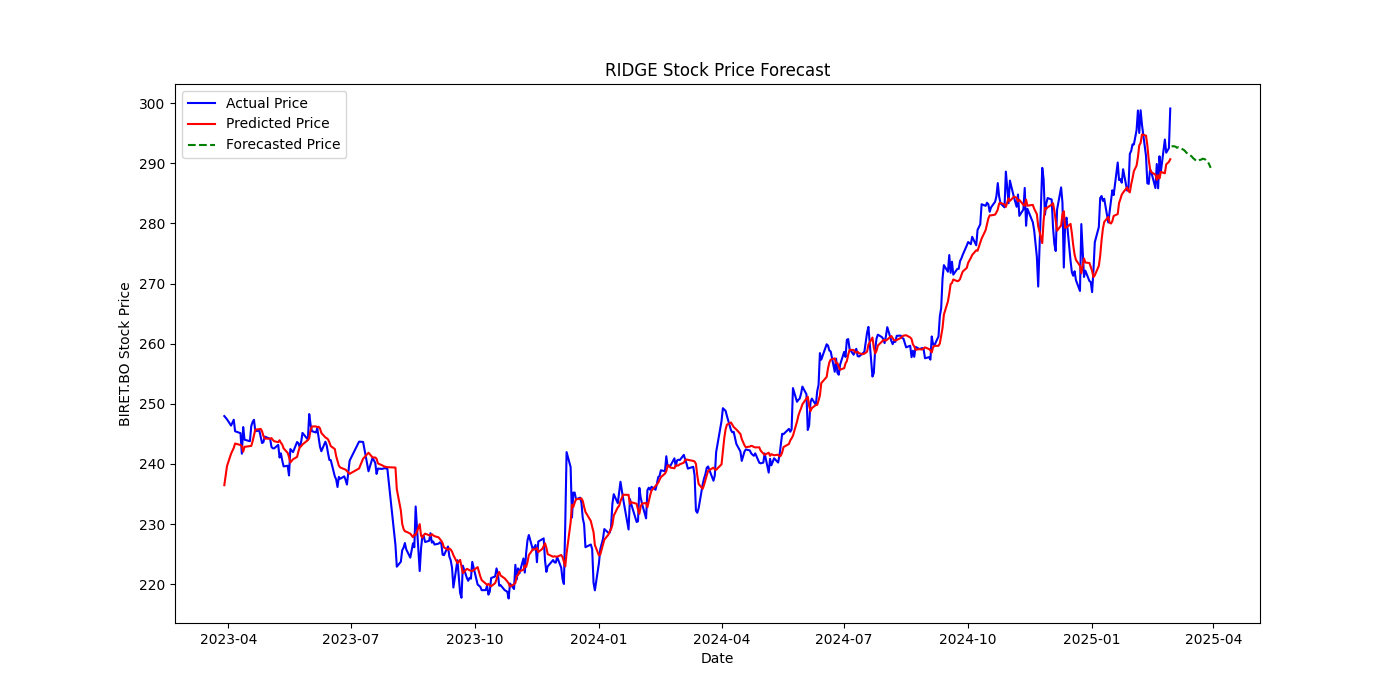 RIDGE Stock Price Forecast
Actual Price
Predicted Price
Forecasted Price
BIRET.BO Stock Price
300
290
280
270
260
250
240
230
220
2023-04 2023-07 2023-10 2024-01 2024-04 2024-07 2024-10 2025-01 2025-04
Date